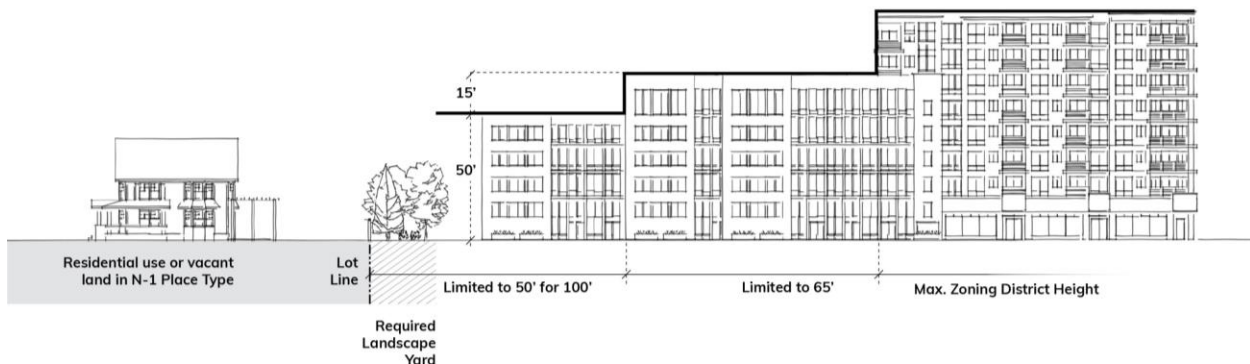 15'
50'
Residential use or vacant
land in N-1 Place Type
Lot
Line
Limited to 50' for 100'
Limited to 65'
Max. Zoning District Height
Required
Landscape
Yard